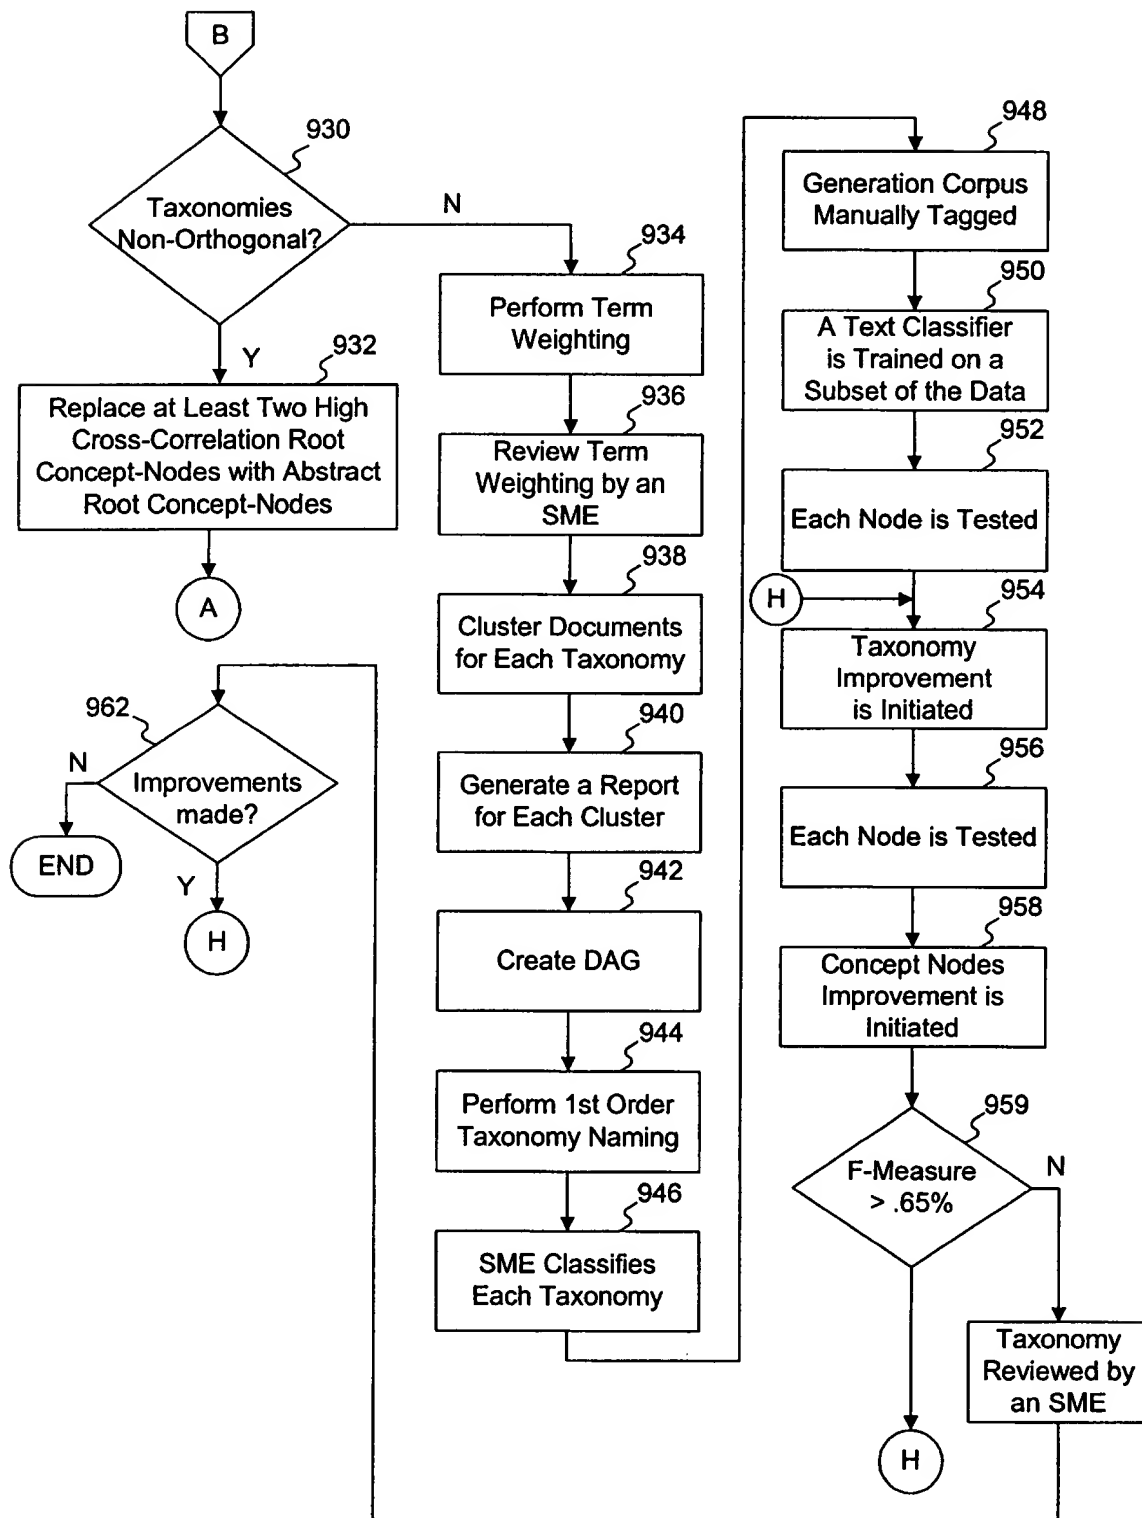 B
930
Taxonomies
Non-Orthogonal?
N
Y
932
Replace at Least Two High
Cross-Correlation Root
Concept-Nodes with Abstract
Root Concept-Nodes
A
962
N
Improvements
made?
END
Y
H
934
Perform Term
Weighting
936
Review Term
Weighting by an
SME
938
Cluster Documents
for Each Taxonomy
940
Generate a Report
for Each Cluster
942
Create DAG
944
Perform 1st Order
Taxonomy Naming
946
SME Classifies
Each Taxonomy
948
Generation Corpus
Manually Tagged
950
A Text Classifier
is Trained on a
Subset of the Data
952
Each Node is Tested
H
954
Taxonomy
Improvement
is Initiated
956
Each Node is Tested
958
Concept Nodes
Improvement is
Initiated
959
F-Measure
> .65%
N
Taxonomy
Reviewed by
an SME
H